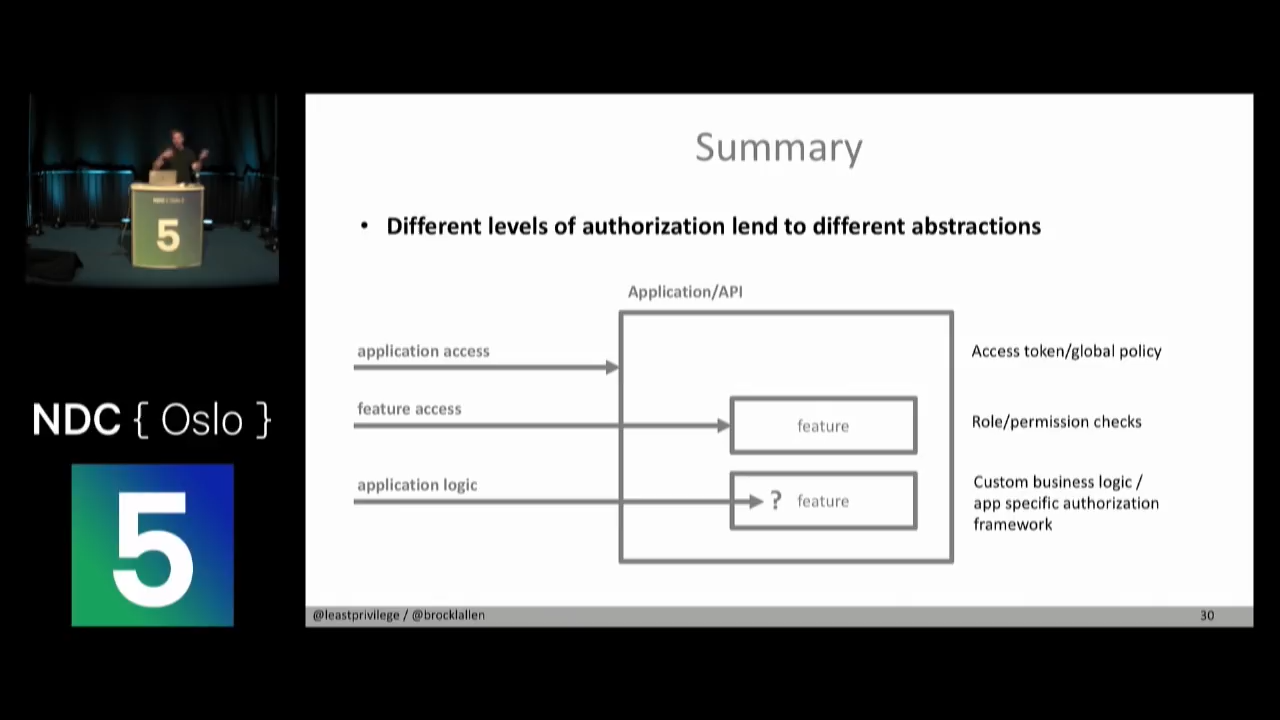 Summary
• Different levels of authorization lend to different abstractions
Application/API
application access
Access token/global policy
feature access
feature
Role/permission checks
application logic
? feature
Custom business logic /
app specific authorization
framework
@leastprivilege / @brocklallen
30
5
NDC { Oslo }
5